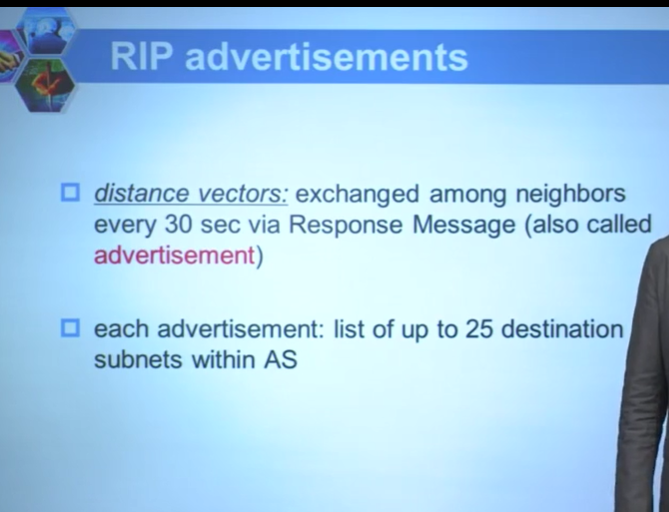 RIP advertisements
distance vectors: exchanged among neighbors
every 30 sec via Response Message (also called
advertisement)
each advertisement: list of up to 25 destination
subnets within AS